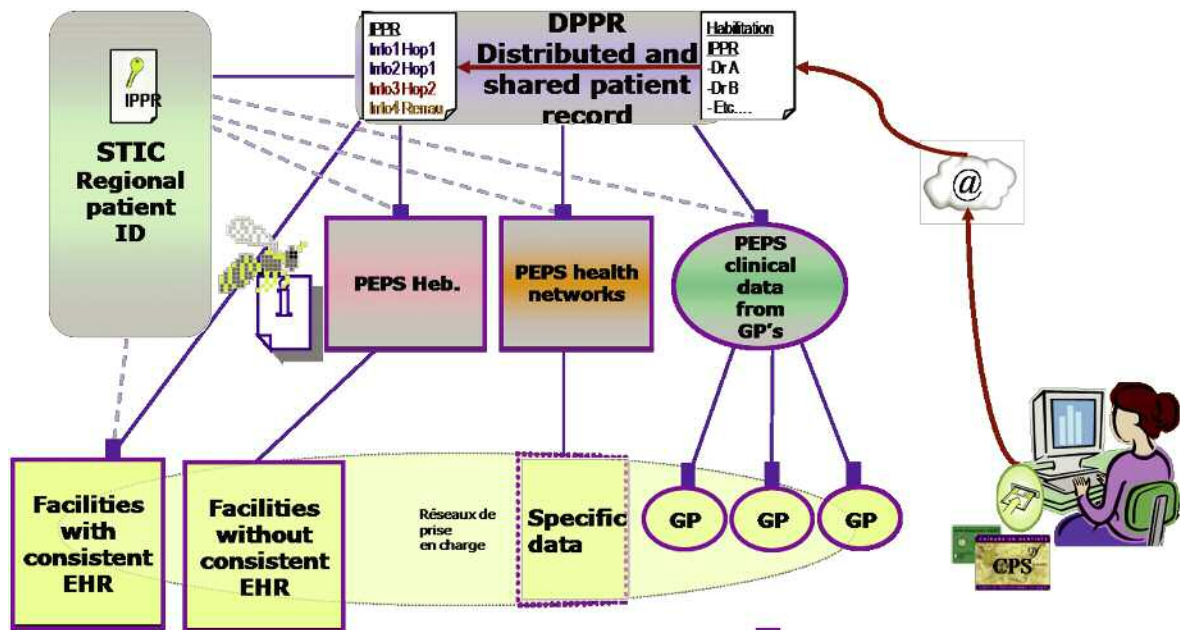 IPPR
Info1 Hop1
Info2 Hop1
Info3 Hop2
Info4 Renau
DPPR
Distributed and
shared patient
record
Habilitation
IPPR
-Dr A
-Dr B
- Etc....
IPPR
STIC
Regional
patient
ID
@
PEPS Heb.
PEPS health
networks
PEPS
clinical
data
from
GP's
Facilities
with
consistent
EHR
Facilities
without
consistent
EHR
Réseaux de
prise
en charge
Specific
data
GP
GP
GP
CPS